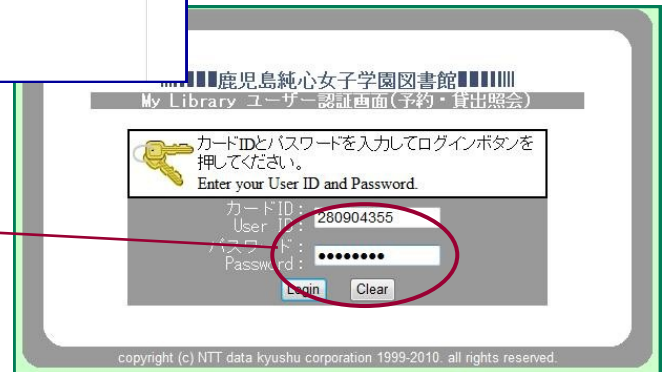 鹿児島純心女子学園図書館
My Library ユーザー認証画面(予約・貸出照会)
カードIDとパスワードを入力してログインボタンを
押してください。
Enter your User ID and Password.
カードID：
User ID:
280904355
パスワード：
Password:
••••••••
Login Clear
copyright (c) NTT data kyushu corporation 1999-2010. all rights reserved.